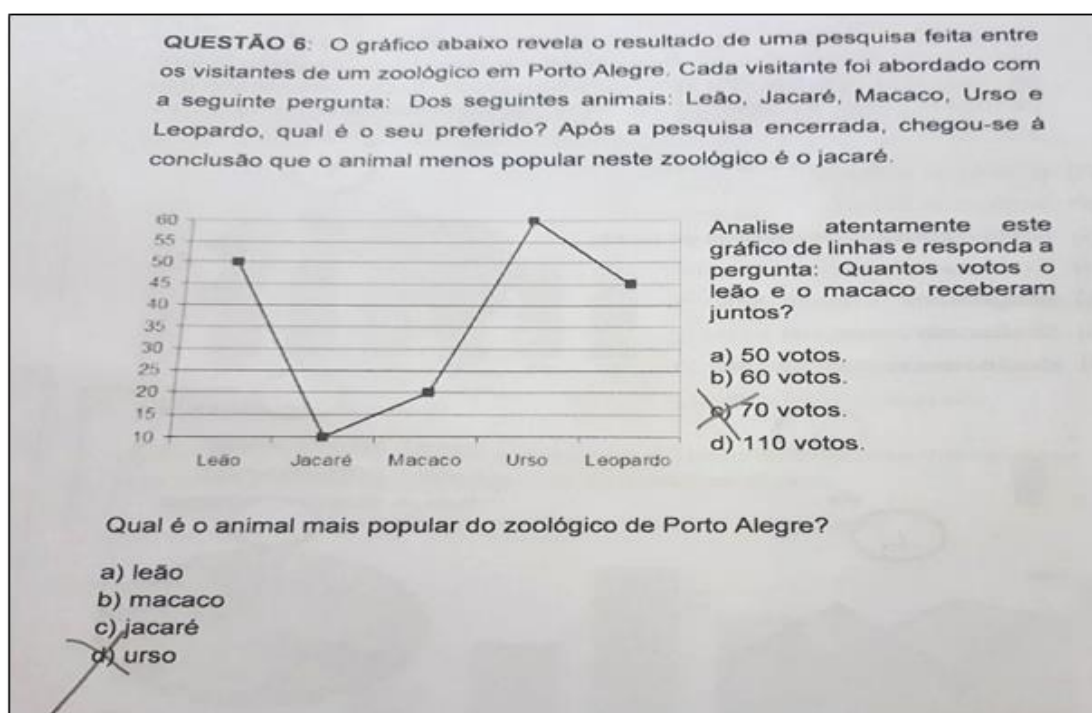 QUESTÃO 6: O gráfico abaixo revela o resultado de uma pesquisa feita entre
os visitantes de um zoológico em Porto Alegre. Cada visitante foi abordado com
a seguinte pergunta: Dos seguintes animais: Leão, Jacaré, Macaco, Urso e
Leopardo, qual é o seu preferido? Após a pesquisa encerrada, chegou-se à
conclusão que o animal menos popular neste zoológico é o jacaré.
60
55
50
45
40
35
30
25
20
15
10
Leão Jacaré Macaco Urso Leopardo
Analise atentamente este
gráfico de linhas e responda a
pergunta: Quantos votos o
leão e o macaco receberam
juntos?
a) 50 votos.
b) 60 votos.
c) 70 votos.
d) 110 votos.
Qual é o animal mais popular do zoológico de Porto Alegre?
a) leão
b) macaco
c) jacaré
d) urso